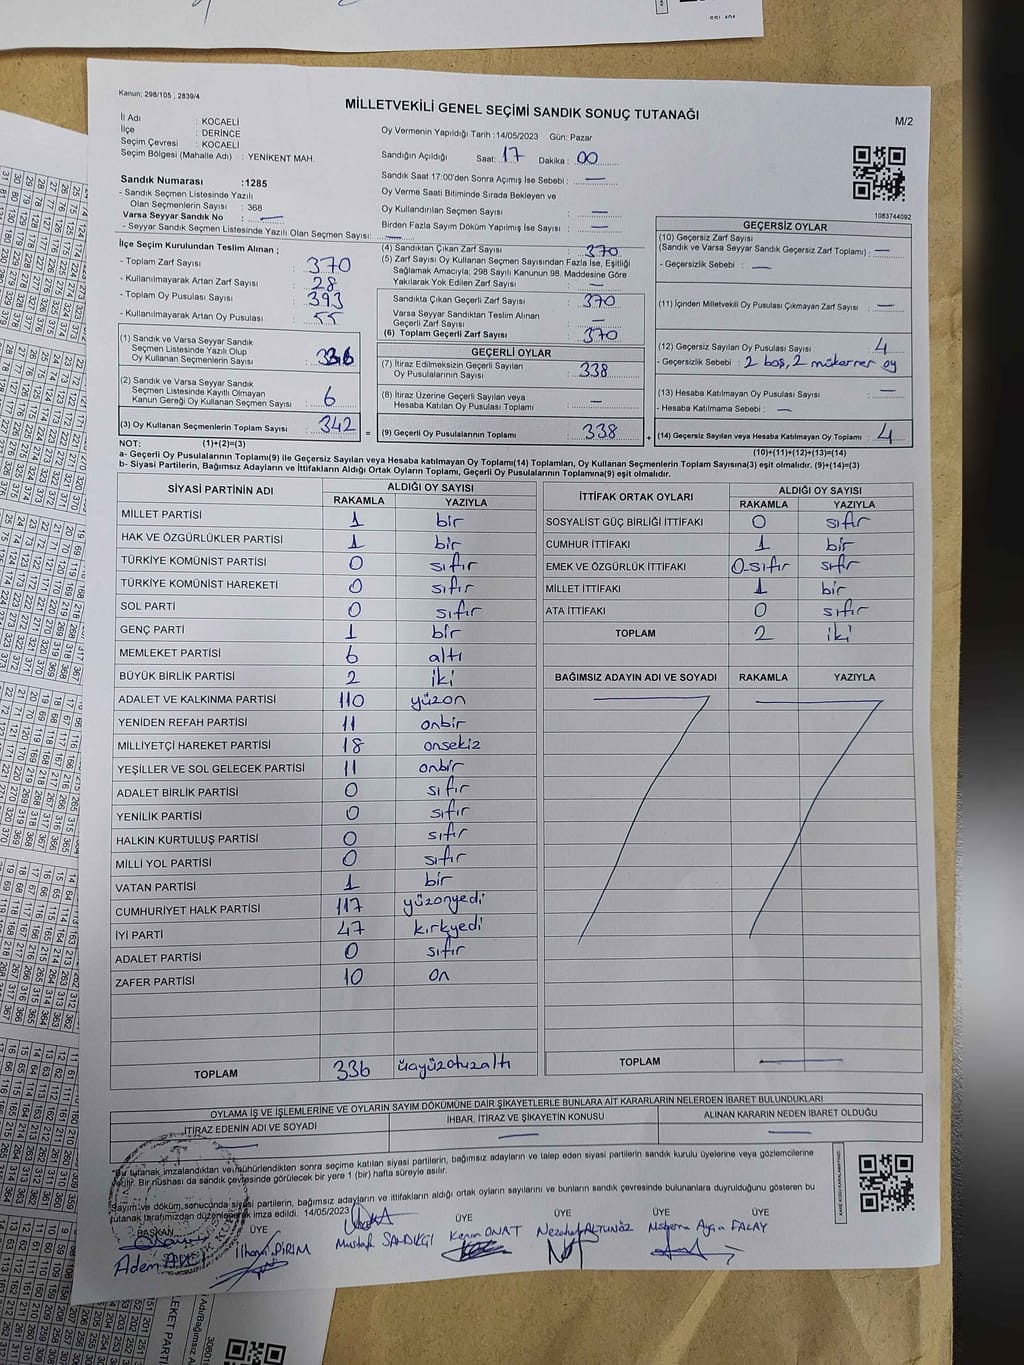 Kanun; 298/105 , 2839/4
MİLLETVEKİLİ GENEL SEÇİMİ SANDIK SONUÇ TUTANAĞI
M/2
İl Adı : KOCAELİ
İlçe : DERİNCE
Seçim Çevresi : KOCAELİ
Seçim Bölgesi (Mahalle Adı) : YENİKENT MAH.
Oy Vermenin Yapıldığı Tarih :14/05/2023 Gün: Pazar
Sandığın Açıldığı Saat: 17 Dakika : 00
Sandık Saat 17:00'den Sonra Açımış İse Sebebi : —
Oy Verme Saati Bitiminde Sırada Bekleyen ve
Oy Kullandırılan Seçmen Sayısı : —
Birden Fazla Sayım Döküm Yapılmış İse Sayısı : —
Sandık Numarası :1285
- Sandık Seçmen Listesinde Yazılı
Olan Seçmenlerin Sayısı : 368
Varsa Seyyar Sandık No : —
- Seyyar Sandık Seçmen Listesinde Yazılı Olan Seçmen Sayısı: —
1083744092
İlçe Seçim Kurulundan Teslim Alınan ;
- Toplam Zarf Sayısı : 370
- Kullanılmayarak Artan Zarf Sayısı : 28
- Toplam Oy Pusulası Sayısı : 393
- Kullanılmayarak Artan Oy Pusulası : 55
(4) Sandıktan Çıkan Zarf Sayısı : 370
(5) Zarf Sayısı Oy Kullanan Seçmen Sayısından Fazla İse, Eşitliği
Sağlamak Amacıyla; 298 Sayılı Kanunun 98. Maddesine Göre
Yakılarak Yok Edilen Zarf Sayısı : —
Sandıkta Çıkan Geçerli Zarf Sayısı : 370
Varsa Seyyar Sandıktan Teslim Alınan
Geçerli Zarf Sayısı : —
(6) Toplam Geçerli Zarf Sayısı : 370
GEÇERSİZ OYLAR
(10) Geçersiz Zarf Sayısı
(Sandık ve Varsa Seyyar Sandık Geçersiz Zarf Toplamı) : —
- Geçersizlik Sebebi : —
(11) İçinden Milletvekili Oy Pusulası Çıkmayan Zarf Sayısı : —
(12) Geçersiz Sayılan Oy Pusulası Sayısı : 4
- Geçersizlik Sebebi : 2 boş, 2 mükerrer oy
(13) Hesaba Katılmayan Oy Pusulası Sayısı : —
- Hesaba Katılmama Sebebi : —
(14) Geçersiz Sayılan veya Hesaba Katılmayan Oy Toplamı : 4
(1) Sandık ve Varsa Seyyar Sandık
Seçmen Listesinde Yazılı Olup
Oy Kullanan Seçmenlerin Sayısı : 336
(2) Sandık ve Varsa Seyyar Sandık
Seçmen Listesinde Kayıtlı Olmayan
Kanun Gereği Oy Kullanan Seçmen Sayısı : 6
(3) Oy Kullanan Seçmenlerin Toplam Sayısı : 342
GEÇERLİ OYLAR
(7) İtiraz Edilmeksizin Geçerli Sayılan
Oy Pusulalarının Sayısı : 338
(8) İtiraz Üzerine Geçerli Sayılan veya
Hesaba Katılan Oy Pusulası Toplamı : —
= (9) Geçerli Oy Pusulalarının Toplamı : 338 +
NOT: (1)+(2)=(3)
(10)+(11)+(12)+(13)=(14)
a- Geçerli Oy Pusulalarının Toplamı(9) ile Geçersiz Sayılan veya Hesaba katılmayan Oy Toplamı(14) Toplamları, Oy Kullanan Seçmenlerin Toplam Sayısına(3) eşit olmalıdır. (9)+(14)=(3)
b- Siyasi Partilerin, Bağımsız Adayların ve İttifakların Aldığı Ortak Oyların Toplamı, Geçerli Oy Pusulalarının Toplamına(9) eşit olmalıdır.
SİYASİ PARTİNİN ADI ALDIĞI OY SAYISI
RAKAMLA YAZIYLA
MİLLET PARTİSİ 1 bir
HAK VE ÖZGÜRLÜKLER PARTİSİ 1 bir
TÜRKİYE KOMÜNİST PARTİSİ 0 sıfır
TÜRKİYE KOMÜNİST HAREKETİ 0 sıfır
SOL PARTİ 0 sıfır
GENÇ PARTİ 1 bir
MEMLEKET PARTİSİ 6 altı
BÜYÜK BİRLİK PARTİSİ 2 iki
ADALET VE KALKINMA PARTİSİ 110 yüzon
YENİDEN REFAH PARTİSİ 11 onbir
MİLLİYETÇİ HAREKET PARTİSİ 18 onsekiz
YEŞİLLER VE SOL GELECEK PARTİSİ 11 onbir
ADALET BİRLİK PARTİSİ 0 sıfır
YENİLİK PARTİSİ 0 sıfır
HALKIN KURTULUŞ PARTİSİ 0 sıfır
MİLLİ YOL PARTİSİ 0 sıfır
VATAN PARTİSİ 1 bir
CUMHURİYET HALK PARTİSİ 117 yüzonyedi
İYİ PARTİ 47 kırkyedi
ADALET PARTİSİ 0 sıfır
ZAFER PARTİSİ 10 on
TOPLAM 336 üçyüzotuzaltı
İTTİFAK ORTAK OYLARI ALDIĞI OY SAYISI
RAKAMLA YAZIYLA
SOSYALİST GÜÇ BİRLİĞİ İTTİFAKI 0 sıfır
CUMHUR İTTİFAKI 1 bir
EMEK VE ÖZGÜRLÜK İTTİFAKI 0 sıfır sıfır
MİLLET İTTİFAKI 1 bir
ATA İTTİFAKI 0 sıfır
TOPLAM 2 iki
BAĞIMSIZ ADAYIN ADI VE SOYADI RAKAMLA YAZIYLA
TOPLAM —
OYLAMA İŞ VE İŞLEMLERİNE VE OYLARIN SAYIM DÖKÜMÜNE DAİR ŞİKAYETLERLE BUNLARA AİT KARARLARIN NELERDEN İBARET BULUNDUKLARI
İTİRAZ EDENİN ADI VE SOYADI İHBAR, İTİRAZ VE ŞİKAYETİN KONUSU ALINAN KARARIN NEDEN İBARET OLDUĞU
— — —
*Bu tutanak imzalandıktan ve mühürlendikten sonra seçime katılan siyasi partilerin, bağımsız adayların ve talep eden siyasi partilerin sandık kurulu üyelerine veya gözlemcilerine
verilir. Bir nüshası da sandık çevresinde görülecek bir yere 1 (bir) hafta süreyle asılır.
Sayım ve döküm sonucunda siyasi partilerin, bağımsız adayların ve ittifakların aldığı ortak oyların sayılarını ve bunların sandık çevresinde bulunanlara duyrulduğunu gösteren bu
tutanak tarafımızdan düzenlenerek imza edildi. 14/05/2023
BAŞKAN ÜYE ÜYE ÜYE ÜYE
Adem AVCI İlhami PİRİM Mustafa SANDIKÇI Kerim ONAT Nezahat ALTUNÖZ Meryema Ayşın FALAY